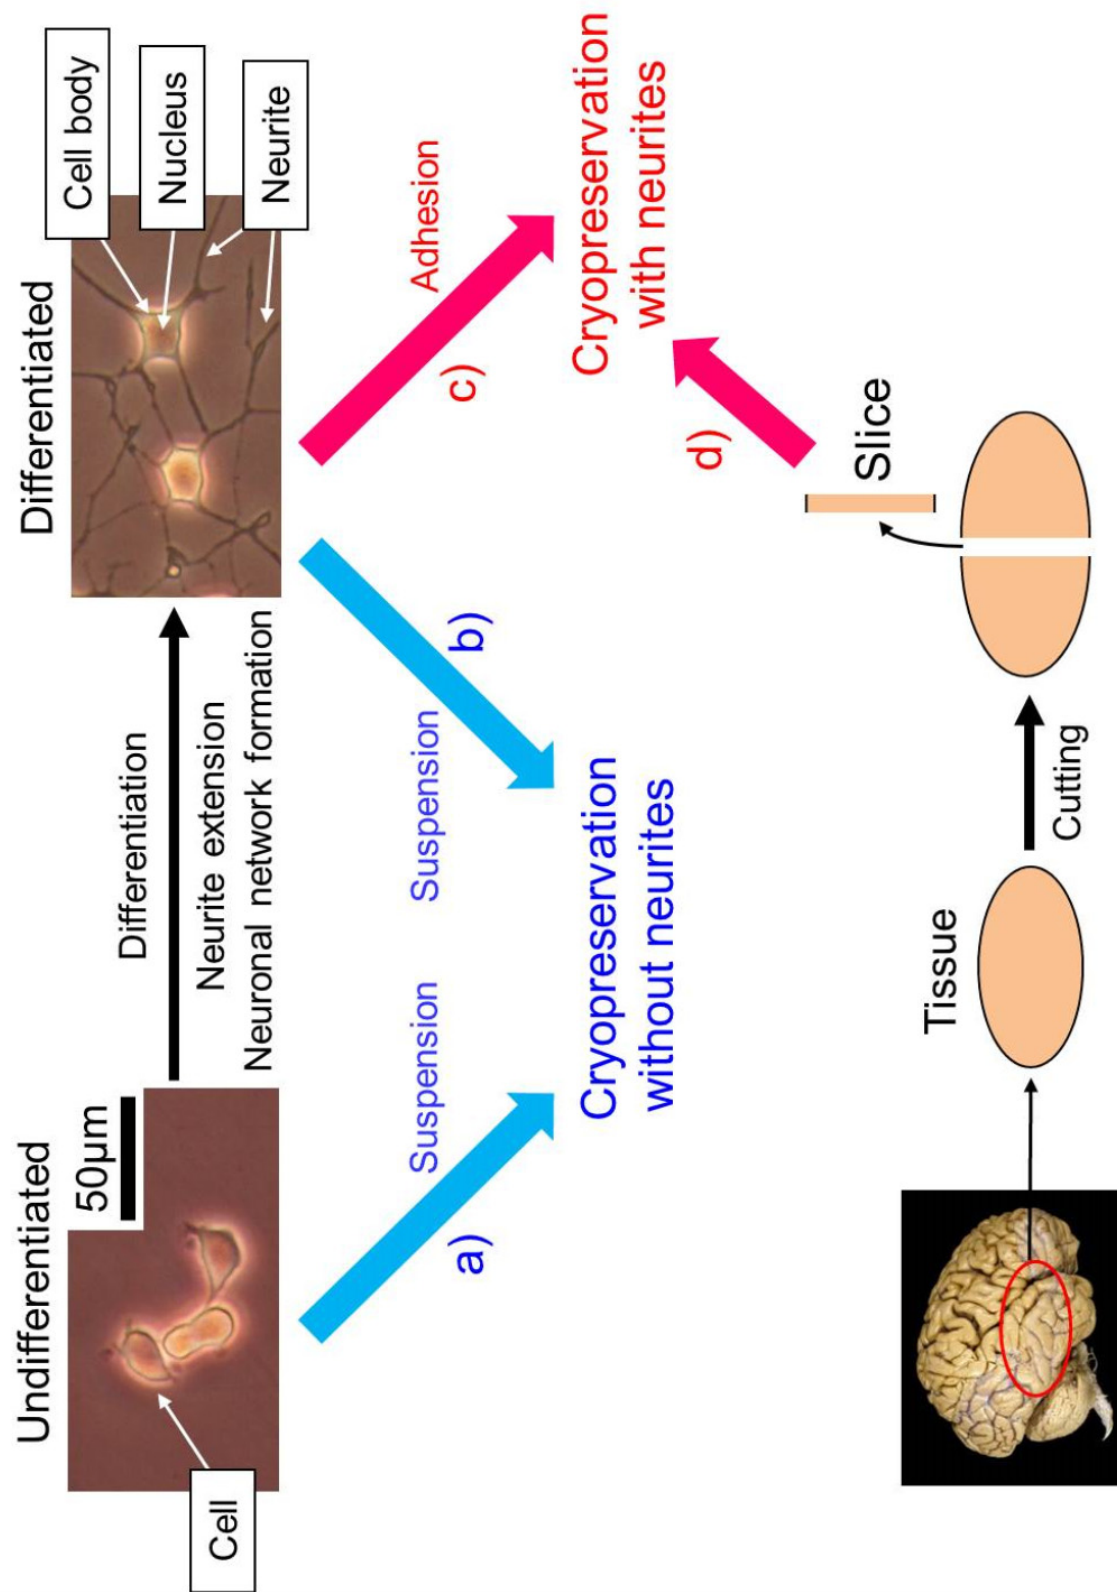 Undifferentiated
50μm
Cell
Differentiation
Neurite extension
Neuronal network formation
Differentiated
Cell body
Nucleus
Neurite
a)
Suspension
Suspension
b)
c)
Adhesion
Cryopreservation
without neurites
Cryopreservation
with neurites
d)
Tissue
Cutting
Slice